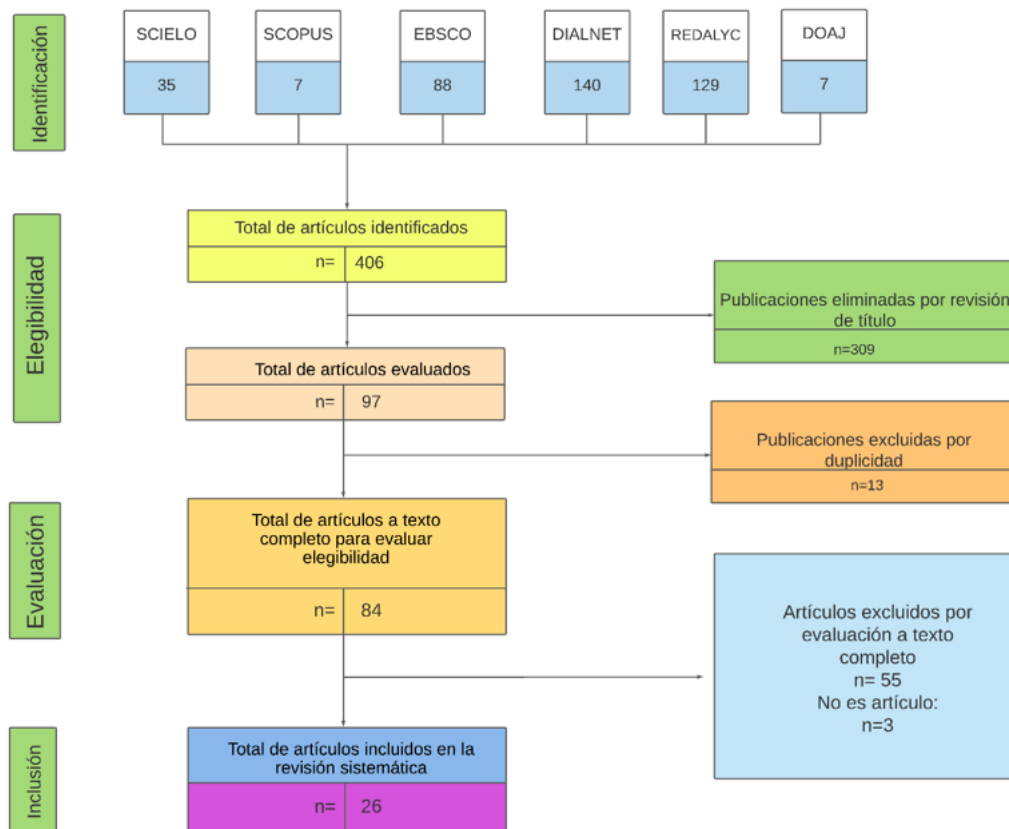 Identificación
SCIELO
35
SCOPUS
7
EBSCO
88
DIALNET
140
REDALYC
129
DOAJ
7
Elegibilidad
Total de artículos identificados
n= 406
Publicaciones eliminadas por revisión
de título
n=309
Total de artículos evaluados
n= 97
Publicaciones excluidas por
duplicidad
n=13
Evaluación
Total de artículos a texto
completo para evaluar
elegibilidad
n= 84
Artículos excluidos por
evaluación a texto
completo
n= 55
No es artículo:
n=3
Inclusión
Total de artículos incluidos en la
revisión sistemática
n= 26